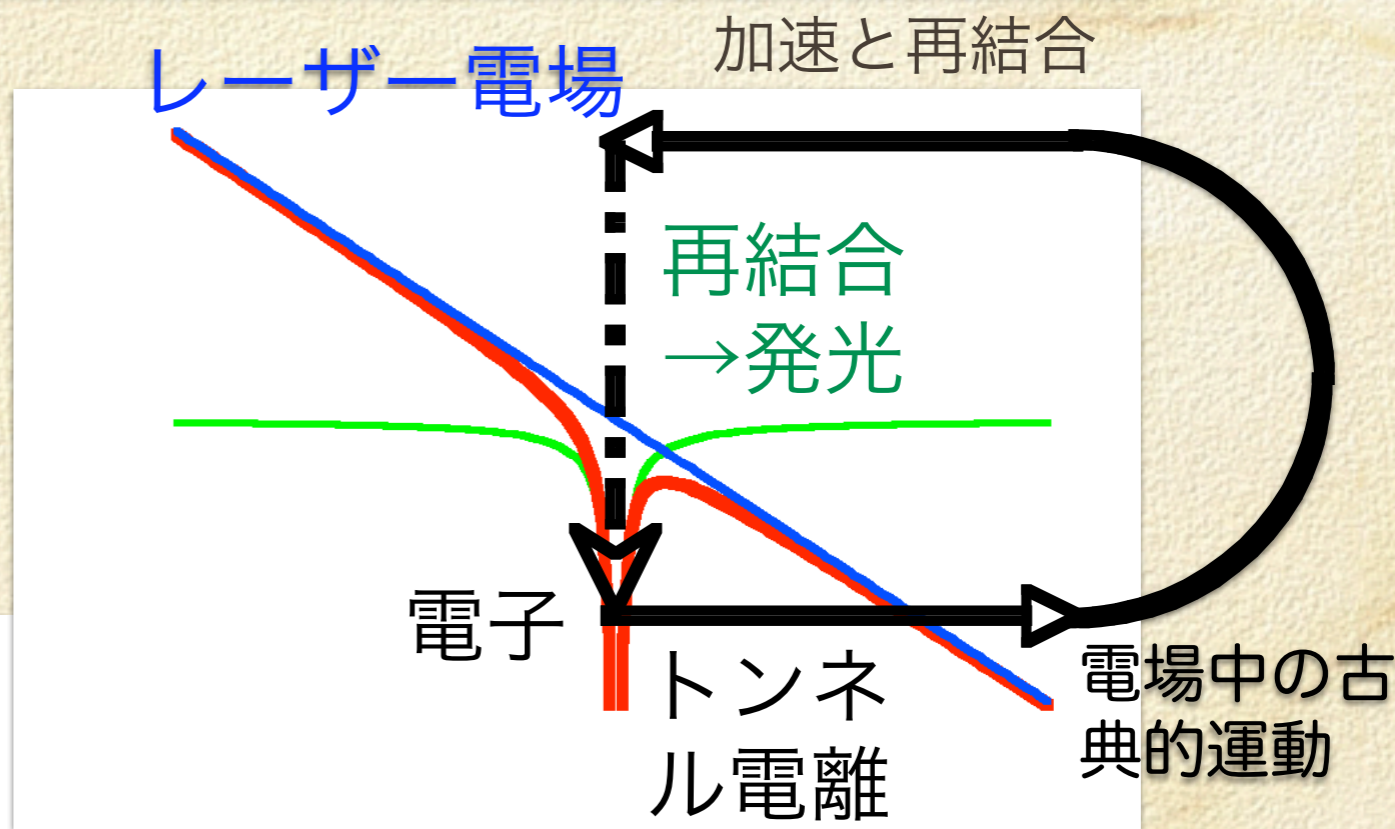 加速と再結合
レーザー電場
再結合
→発光
電子
トンネ
ル電離
電場中の古
典的運動